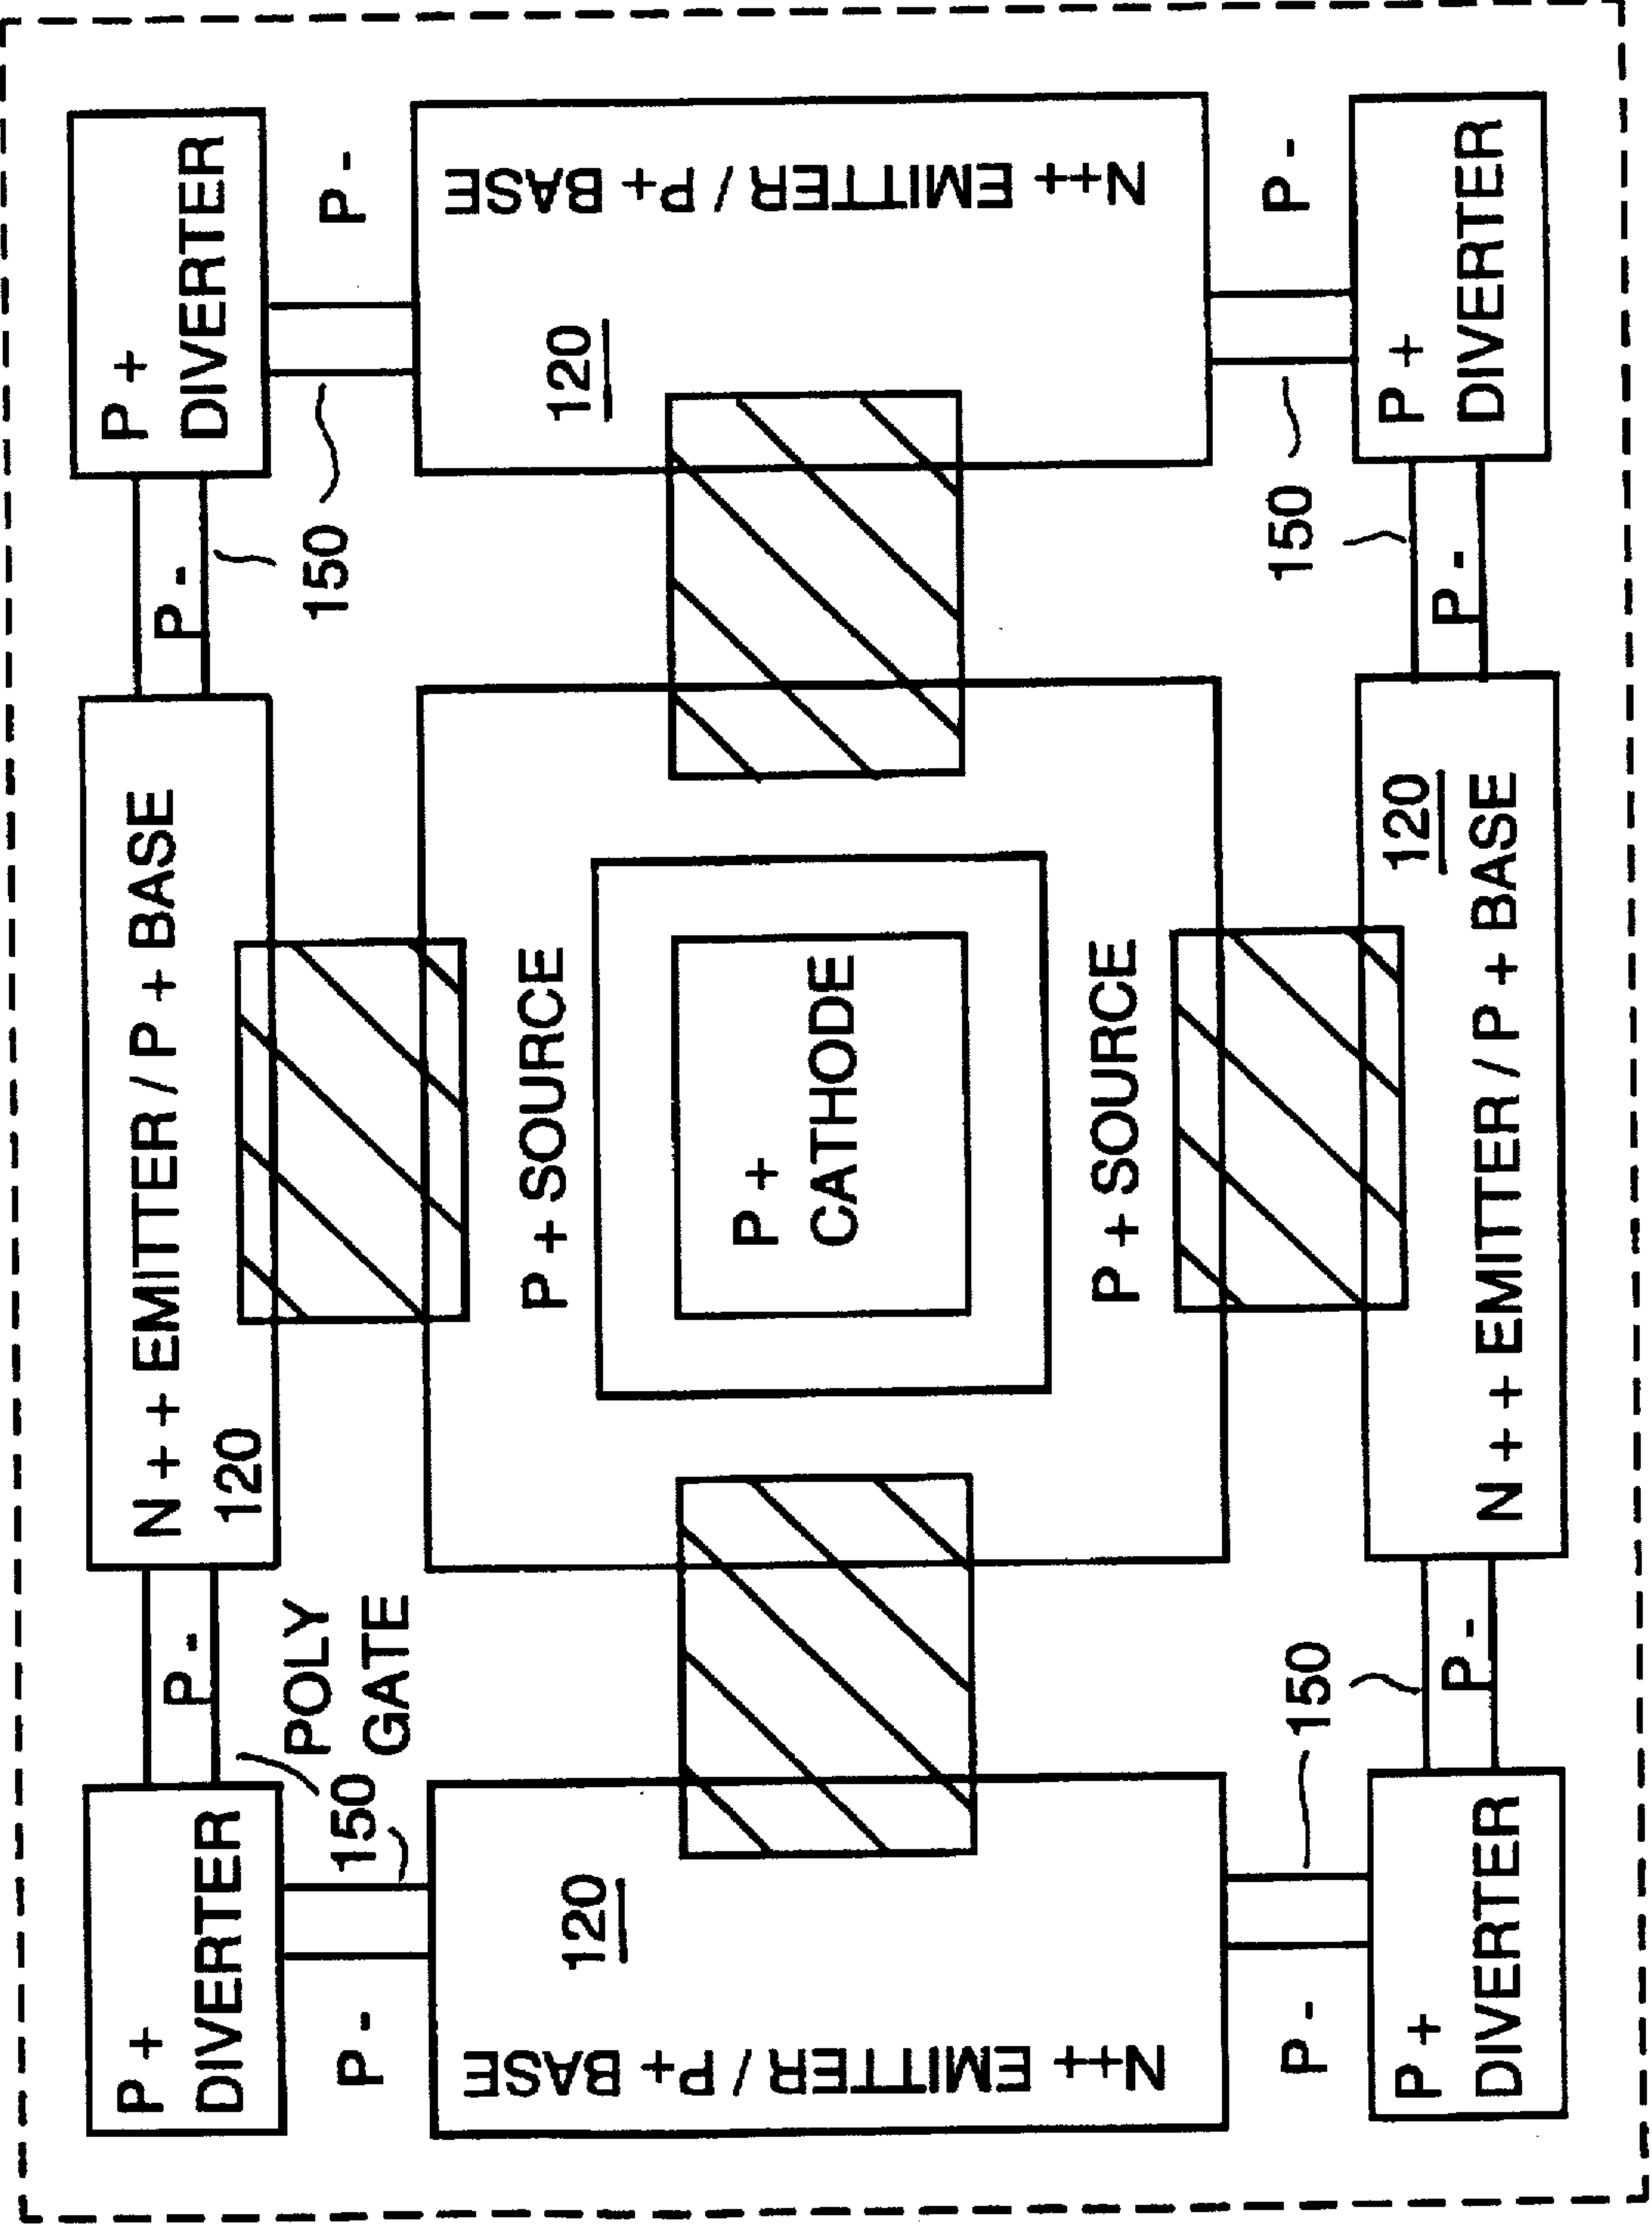 P +
DIVERTER
P -
N + + EMITTER / P + BASE
120
P -
P +
DIVERTER
POLY
GATE
150
150
P -
P -
N++ EMITTER / P+ BASE
120
P + SOURCE
P +
CATHODE
P + SOURCE
120
N++ EMITTER / P+ BASE
P -
150
150
P -
P +
DIVERTER
P -
120
N + + EMITTER / P + BASE
P -
P +
DIVERTER